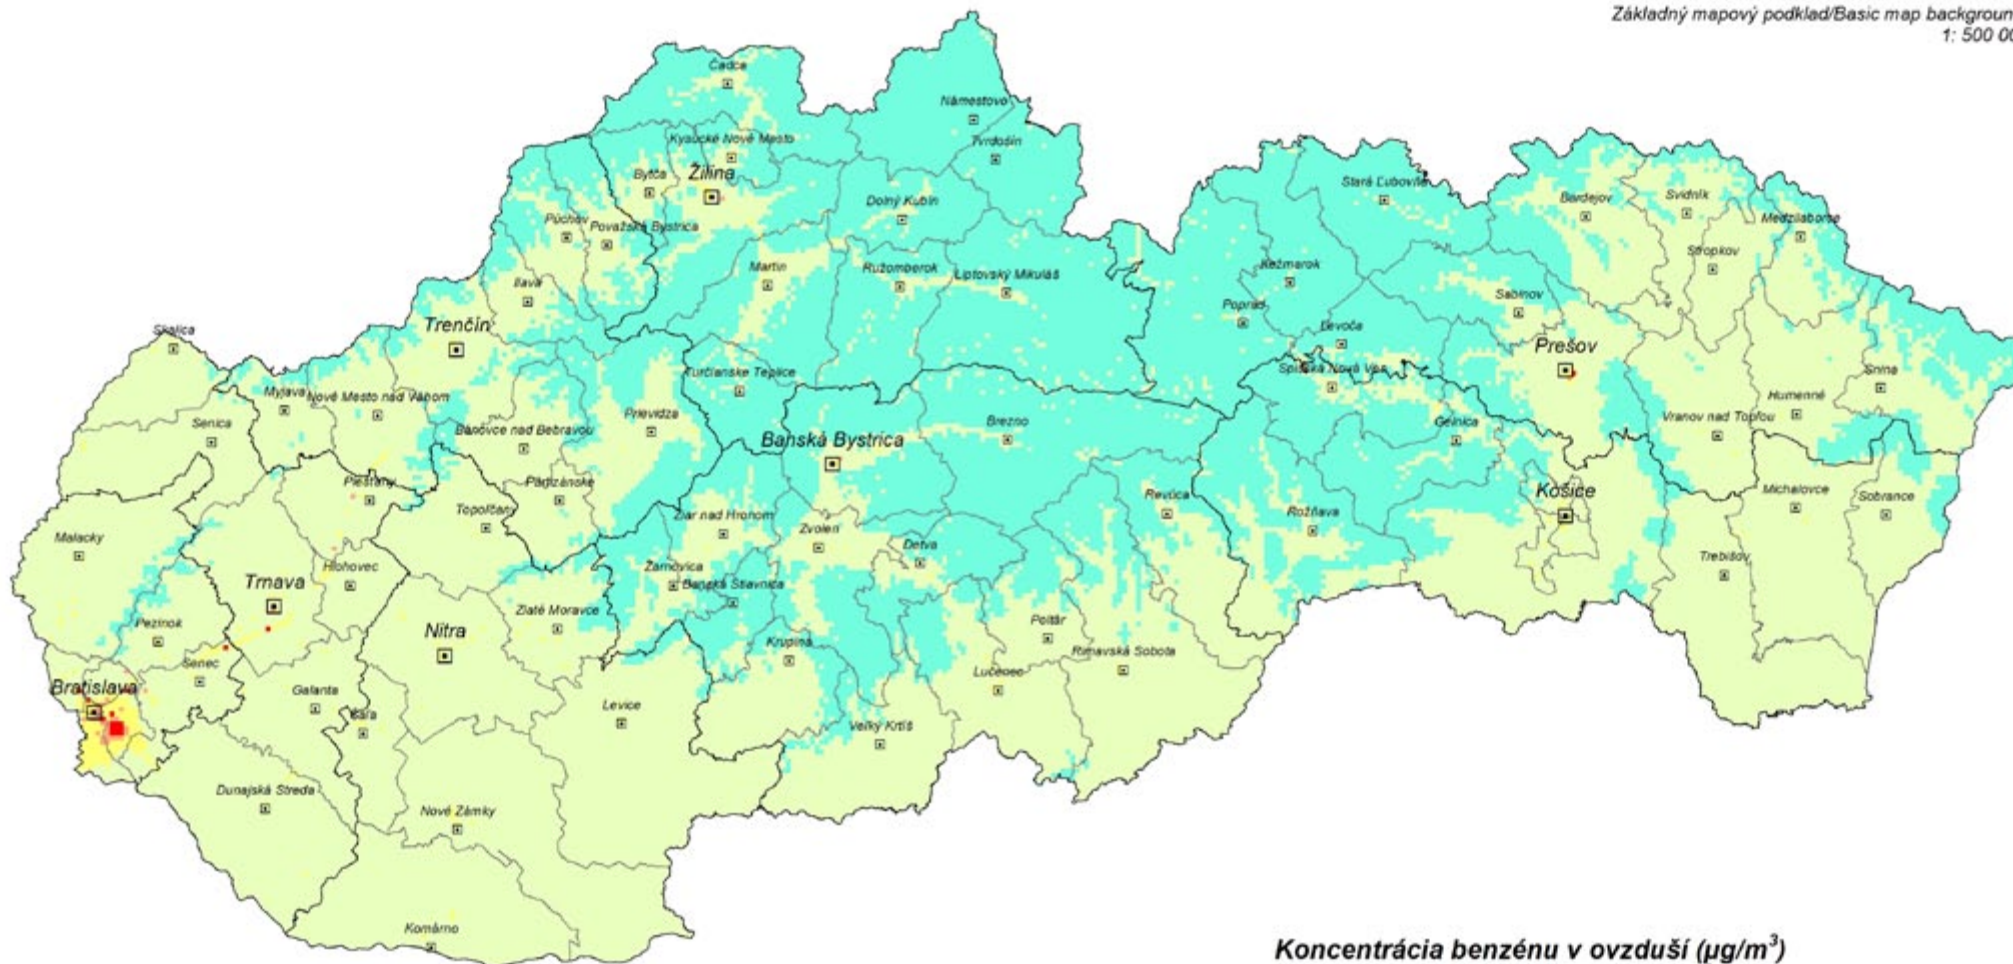 Základný mapový podklad/Basic map backgroun
1: 500 00
Čadca
Námestovo
Kysucké Nové Mesto
Tvrdošín
Bytča
Žilina
Stará Ľubovňa
Dolný Kubín
Bardejov
Svidník
Púchov
Považská Bystrica
Medzilaborce
Stropkov
Martin
Ružomberok
Liptovský Mikuláš
Kežmarok
Ilava
Sabinov
Poprad
Trenčín
Skalica
Levoča
Prešov
Turčianske Teplice
Spišská Nová Ves
Snina
Myjava
Nové Mesto nad Váhom
Humenné
Prievidza
Vranov nad Topľou
Senica
Bánovce nad Bebravou
Banská Bystrica
Brezno
Gelnica
Piešťany
Partizánske
Revúca
Košice
Michalovce
Sobrance
Topoľčany
Žiar nad Hronom
Rožňava
Malacky
Zvolen
Detva
Trebišov
Hlohovec
Trnava
Žarnovica
Banská Štiavnica
Zlaté Moravce
Pezinok
Nitra
Poltár
Krupina
Rimavská Sobota
Senec
Lučenec
Bratislava
Galanta
Levice
Šaľa
Veľký Krtíš
Dunajská Streda
Nové Zámky
Komárno
Koncentrácia benzénu v ovzduší (µg/m³)